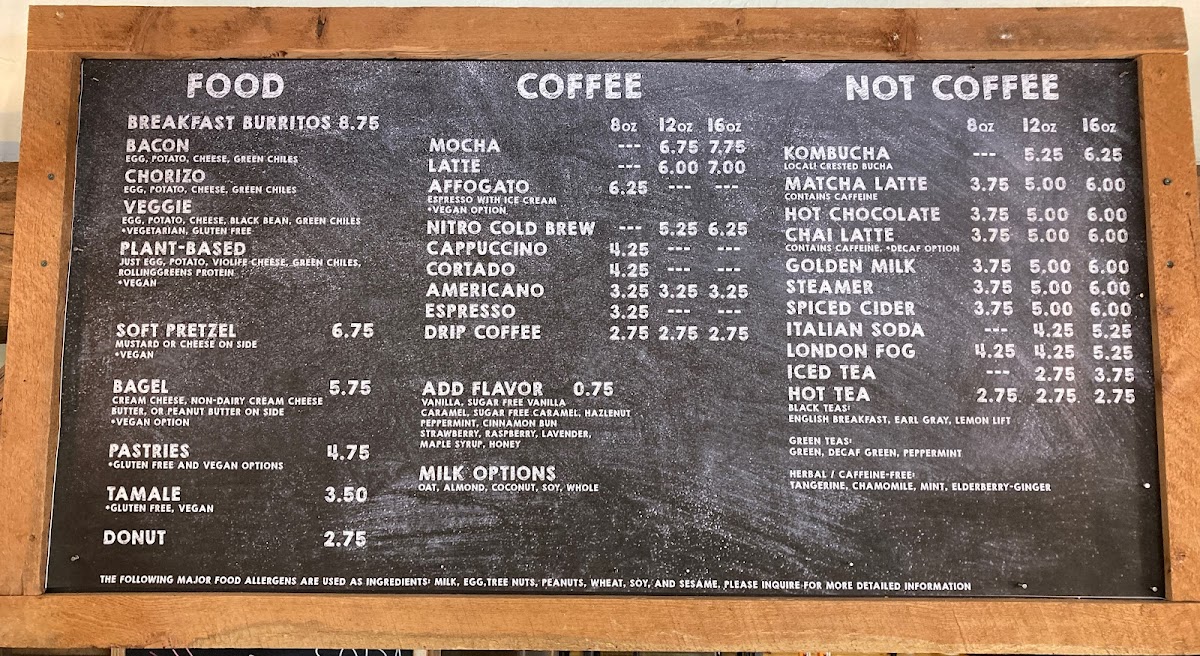 FOOD
BREAKFAST BURRITOS 8.75
BACON
EGG, POTATO, CHEESE, GREEN CHILES
CHORIZO
EGG, POTATO, CHEESE, GREEN CHILES
VEGGIE
EGG, POTATO, CHEESE, BLACK BEAN, GREEN CHILES
*VEGETARIAN, GLUTEN FREE
PLANT-BASED
JUST EGG, POTATO, VIOLIFE CHEESE, GREEN CHILES,
ROLLINGGREENS PROTEIN
*VEGAN
SOFT PRETZEL 6.75
MUSTARD OR CHEESE ON SIDE
*VEGAN
BAGEL 5.75
CREAM CHEESE, NON-DAIRY CREAM CHEESE
BUTTER, OR PEANUT BUTTER ON SIDE
*VEGAN OPTION
PASTRIES 4.75
*GLUTEN FREE AND VEGAN OPTIONS
TAMALE 3.50
*GLUTEN FREE, VEGAN
DONUT 2.75
COFFEE
8OZ 12OZ 16OZ
MOCHA --- 6.75 7.75
LATTE --- 6.00 7.00
AFFOGATO 6.25 --- ---
ESPRESSO WITH ICE CREAM
*VEGAN OPTION
NITRO COLD BREW --- 5.25 6.25
CAPPUCCINO 4.25 --- ---
CORTADO 4.25 --- ---
AMERICANO 3.25 3.25 3.25
ESPRESSO 3.25 --- ---
DRIP COFFEE 2.75 2.75 2.75
ADD FLAVOR 0.75
VANILLA, SUGAR FREE VANILLA
CARAMEL, SUGAR FREE CARAMEL, HAZLENUT
PEPPERMINT, CINNAMON BUN
STRAWBERRY, RASPBERRY, LAVENDER,
MAPLE SYRUP, HONEY
MILK OPTIONS
OAT, ALMOND, COCONUT, SOY, WHOLE
NOT COFFEE
8OZ 12OZ 16OZ
KOMBUCHA --- 5.25 6.25
LOCAL! CRESTED BUCHA
MATCHA LATTE 3.75 5.00 6.00
CONTAINS CAFFEINE
HOT CHOCOLATE 3.75 5.00 6.00
CHAI LATTE 3.75 5.00 6.00
CONTAINS CAFFEINE, *DECAF OPTION
GOLDEN MILK 3.75 5.00 6.00
STEAMER 3.75 5.00 6.00
SPICED CIDER 3.75 5.00 6.00
ITALIAN SODA --- 4.25 5.25
LONDON FOG 4.25 4.25 5.25
ICED TEA --- 2.75 3.75
HOT TEA 2.75 2.75 2.75
BLACK TEAS:
ENGLISH BREAKFAST, EARL GRAY, LEMON LIFT
GREEN TEAS:
GREEN, DECAF GREEN, PEPPERMINT
HERBAL / CAFFEINE-FREE:
TANGERINE, CHAMOMILE, MINT, ELDERBERRY-GINGER
THE FOLLOWING MAJOR FOOD ALLERGENS ARE USED AS INGREDIENTS: MILK, EGG,TREE NUTS, PEANUTS, WHEAT, SOY, AND SESAME. PLEASE INQUIRE FOR MORE DETAILED INFORMATION